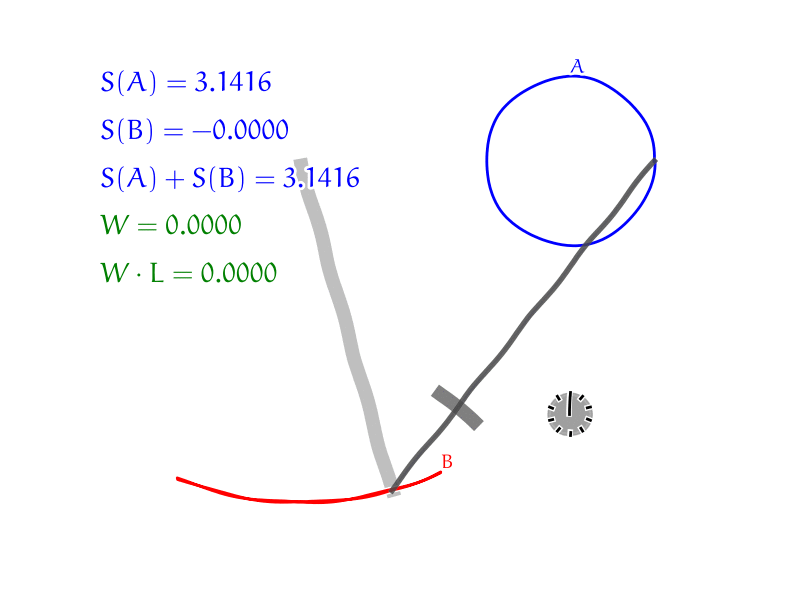 A
S(A) = 3.1416
S(B) = −0.0000
S(A) + S(B) = 3.1416
W = 0.0000
W · L = 0.0000
B